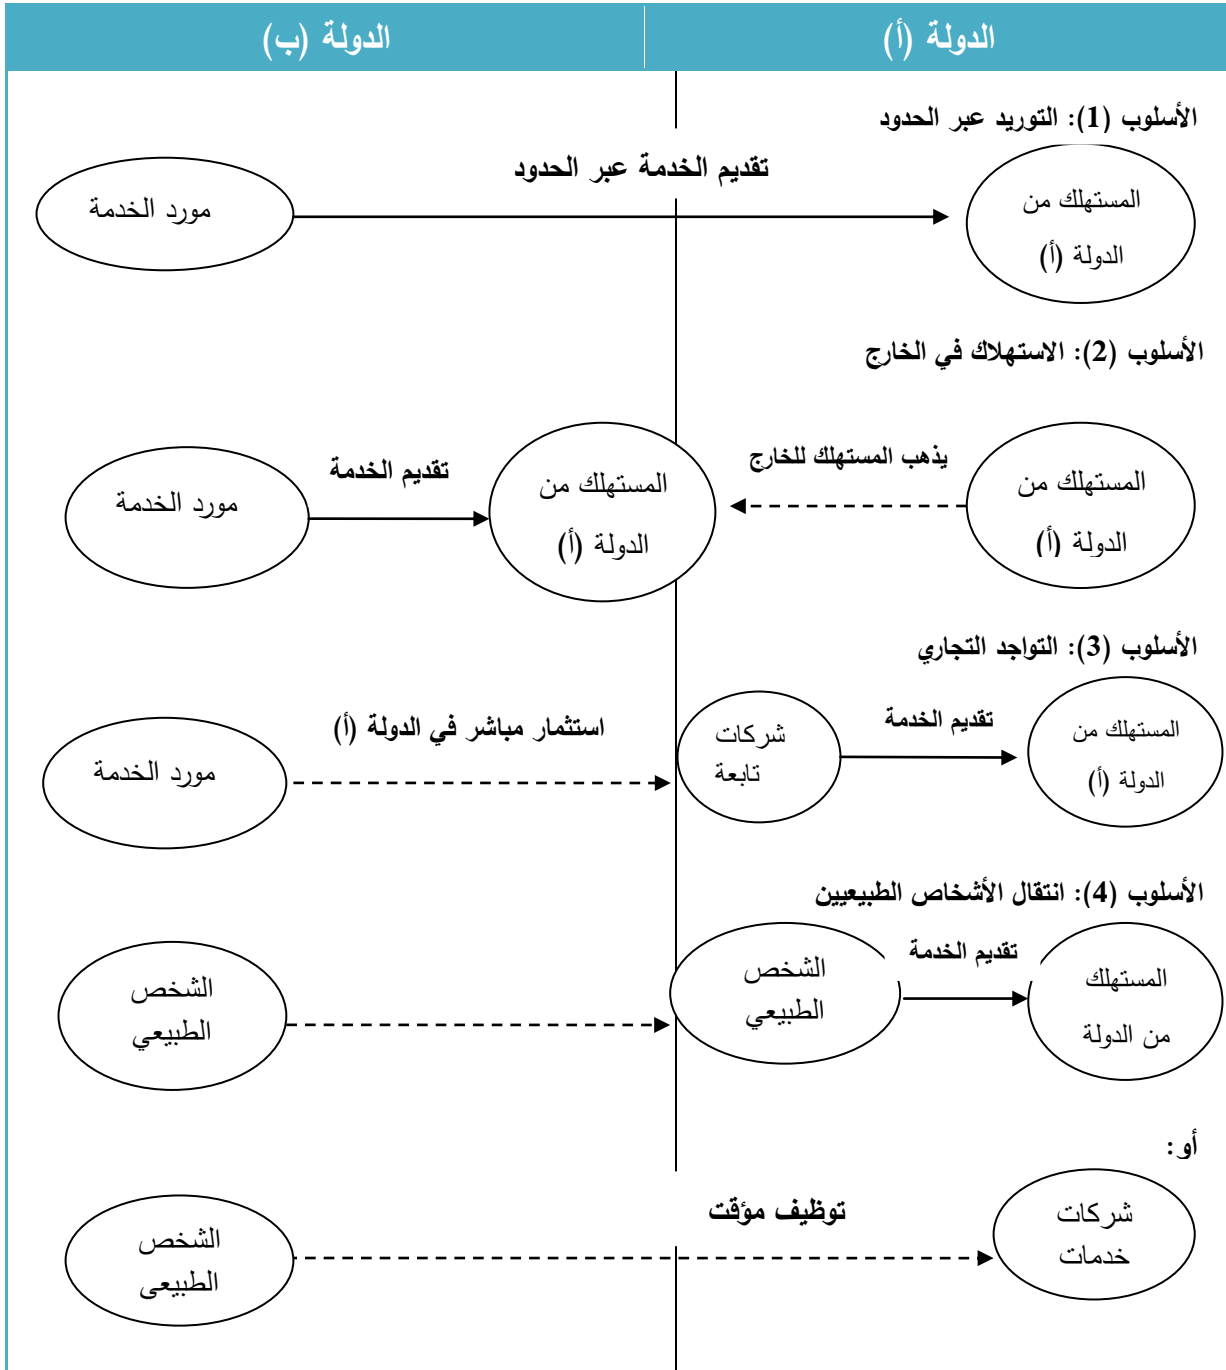 الدولة (أ)
الدولة (ب)
الأسلوب (1): التوريد عبر الحدود
تقديم الخدمة عبر الحدود
المستهلك من
الدولة (أ)
مورد الخدمة
الأسلوب (2): الاستهلاك في الخارج
المستهلك من
الدولة (أ)
يذهب المستهلك للخارج
المستهلك من
الدولة (أ)
تقديم الخدمة
مورد الخدمة
الأسلوب (3): التواجد التجاري
المستهلك من
الدولة (أ)
تقديم الخدمة
شركات
تابعة
استثمار مباشر في الدولة (أ)
مورد الخدمة
الأسلوب (4): انتقال الأشخاص الطبيعيين
المستهلك
من الدولة
تقديم الخدمة
الشخص
الطبيعي
الشخص
الطبيعي
أو:
شركات
خدمات
توظيف مؤقت
الشخص
الطبيعى